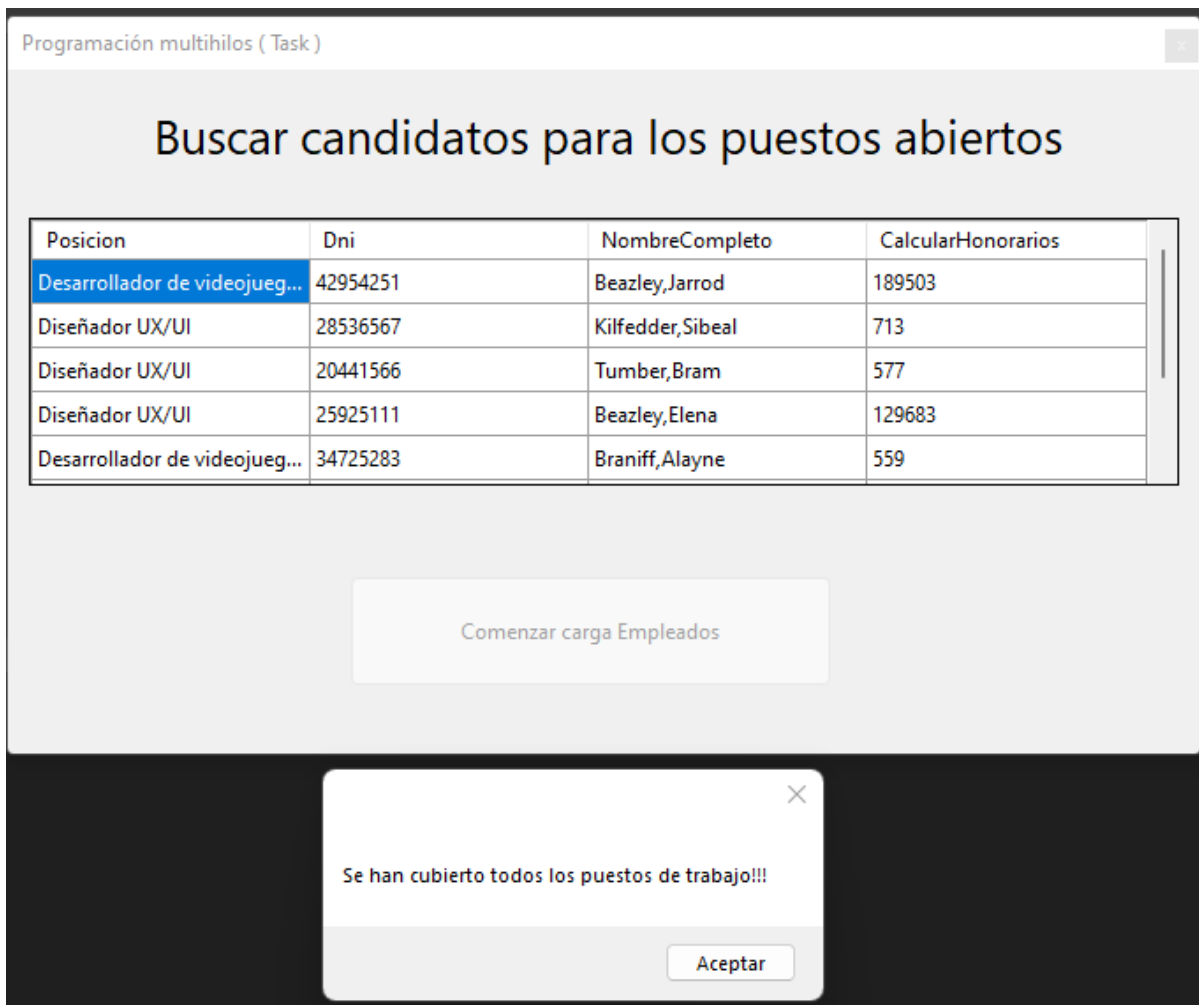 Programación multihilos ( Task )
x
Buscar candidatos para los puestos abiertos
Posicion Dni NombreCompleto CalcularHonorarios
Desarrollador de videojueg... 42954251 Beazley,Jarrod 189503
Diseñador UX/UI 28536567 Kilfedder,Sibeal 713
Diseñador UX/UI 20441566 Tumber,Bram 577
Diseñador UX/UI 25925111 Beazley,Elena 129683
Desarrollador de videojueg... 34725283 Braniff,Alayne 559
Comenzar carga Empleados
Se han cubierto todos los puestos de trabajo!!!
Aceptar